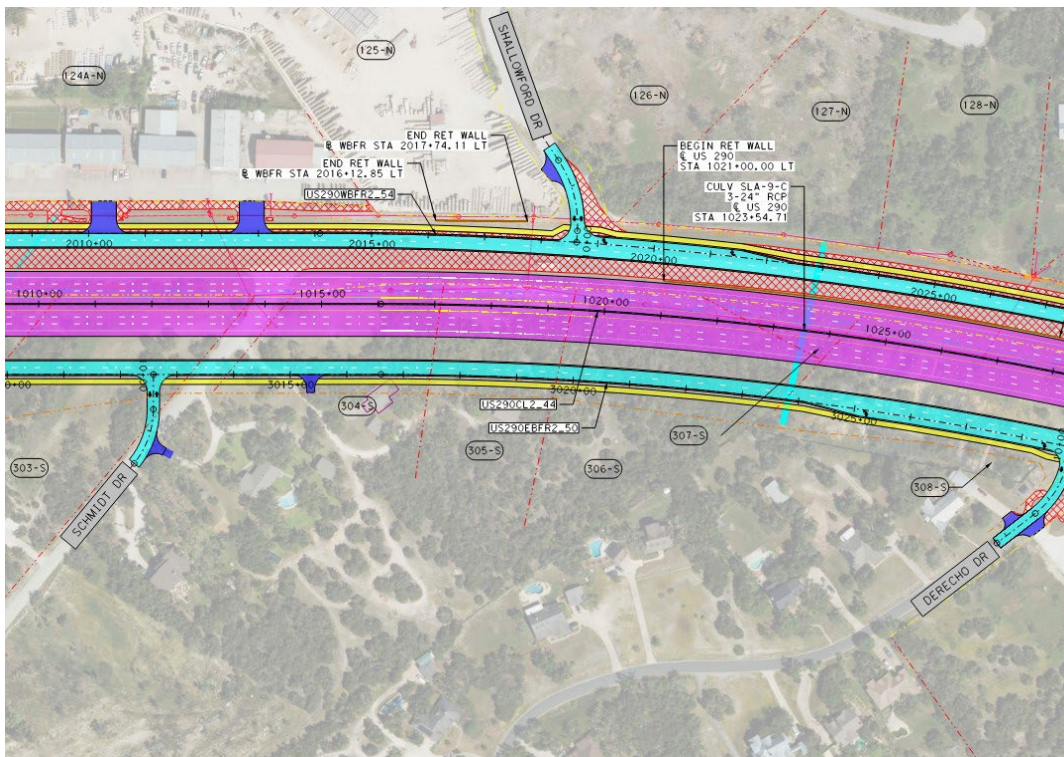 124A-N
125-N
SHALLOWFORD DR
126-N
127-N
128-N
END RET WALL
℄ WBFR STA 2017+74.11 LT
END RET WALL
℄ WBFR STA 2016+12.85 LT
US290WBFR2_54
BEGIN RET WALL
℄ US 290
STA 1021+00.00 LT
CULV SLA-9-C
3-24" RCP
℄ US 290
STA 1023+54.71
2010+00
2015+00
2020+00
2025+00
1010+00
1015+00
1020+00
1025+00
0+00
3015+00
3020+00
3025+00
US290CL2_44
US290EBFR2_50
303-S
304-S
305-S
306-S
307-S
308-S
SCHMIDT DR
DERECHO DR